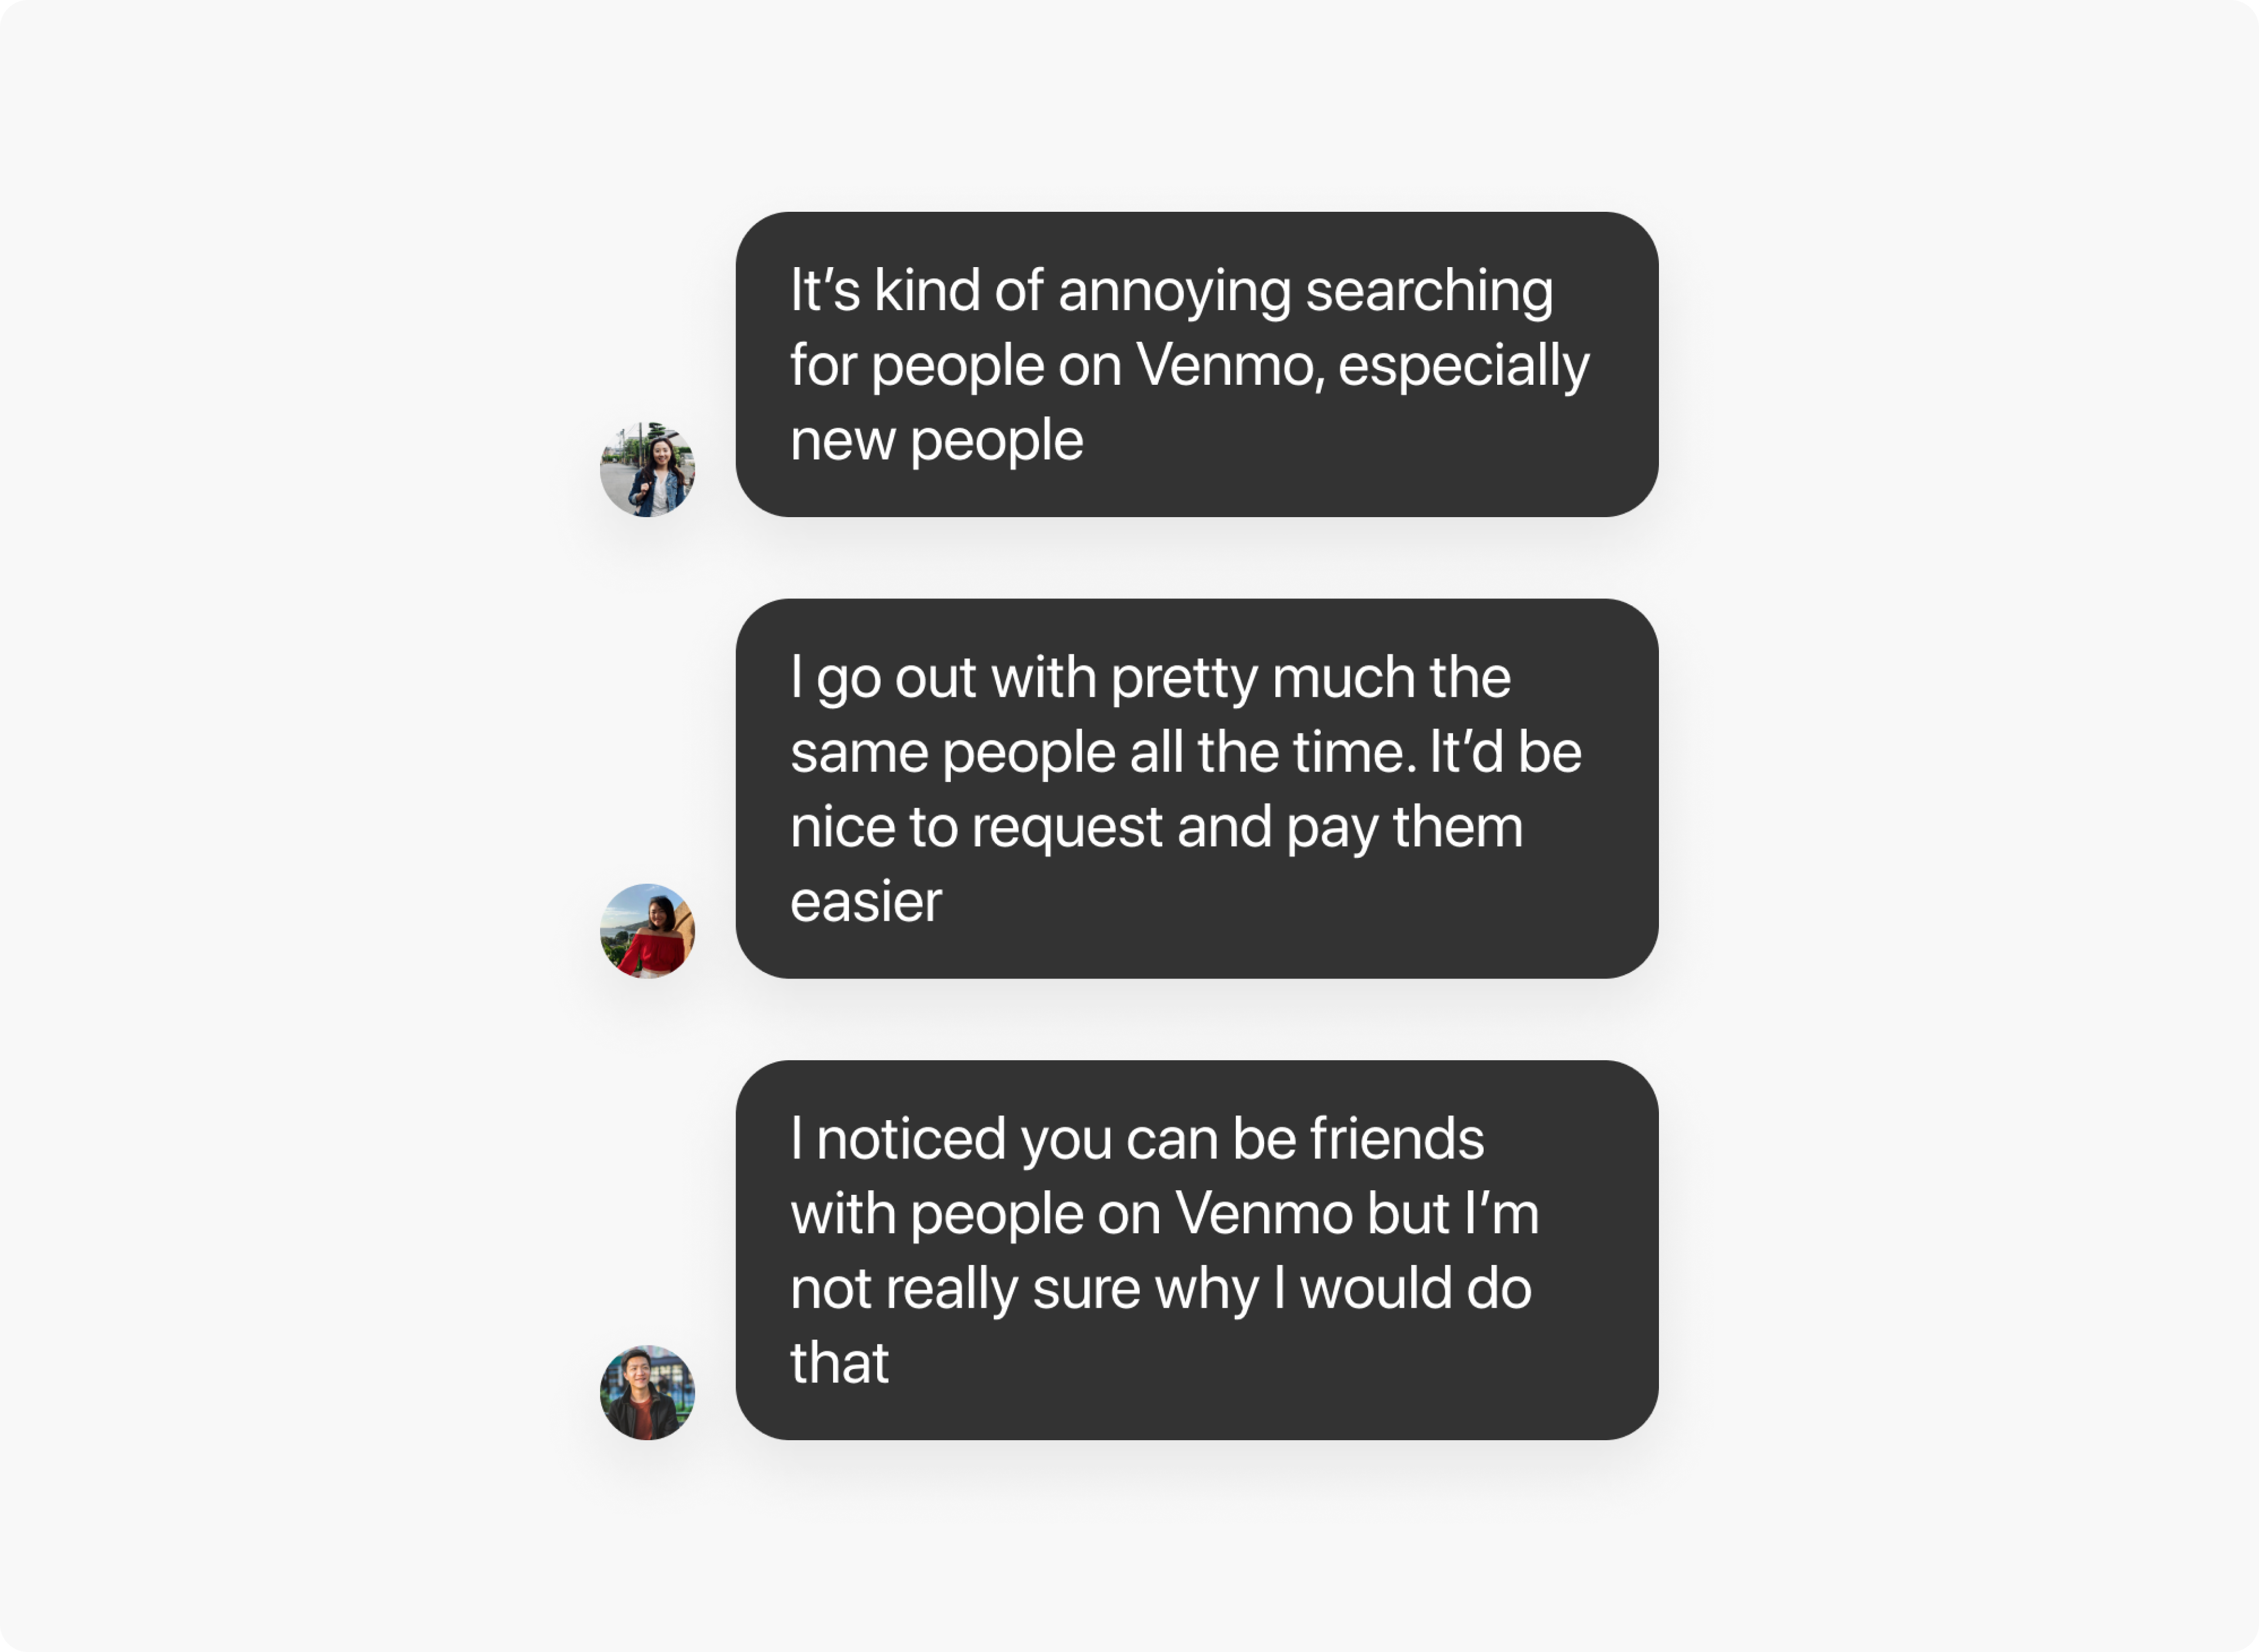 It’s kind of annoying searching
for people on Venmo, especially
new people
I go out with pretty much the
same people all the time. It’d be
nice to request and pay them
easier
I noticed you can be friends
with people on Venmo but I’m
not really sure why I would do
that